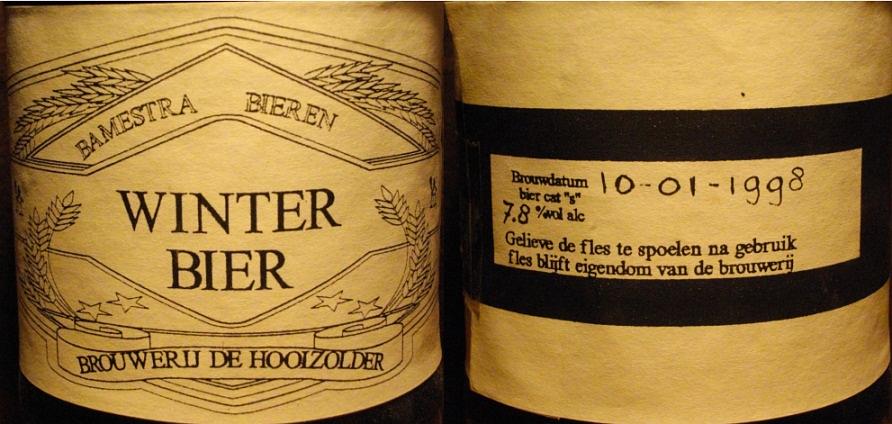 BAMESTRA BIEREN
WINTER
BIER
BROUWERIJ DE HOOIZOLDER
Brouwdatum 10-01-1998
bier cat "s"
7.8 %vol alc
Gelieve de fles te spoelen na gebruik
fles blijft eigendom van de brouwerij